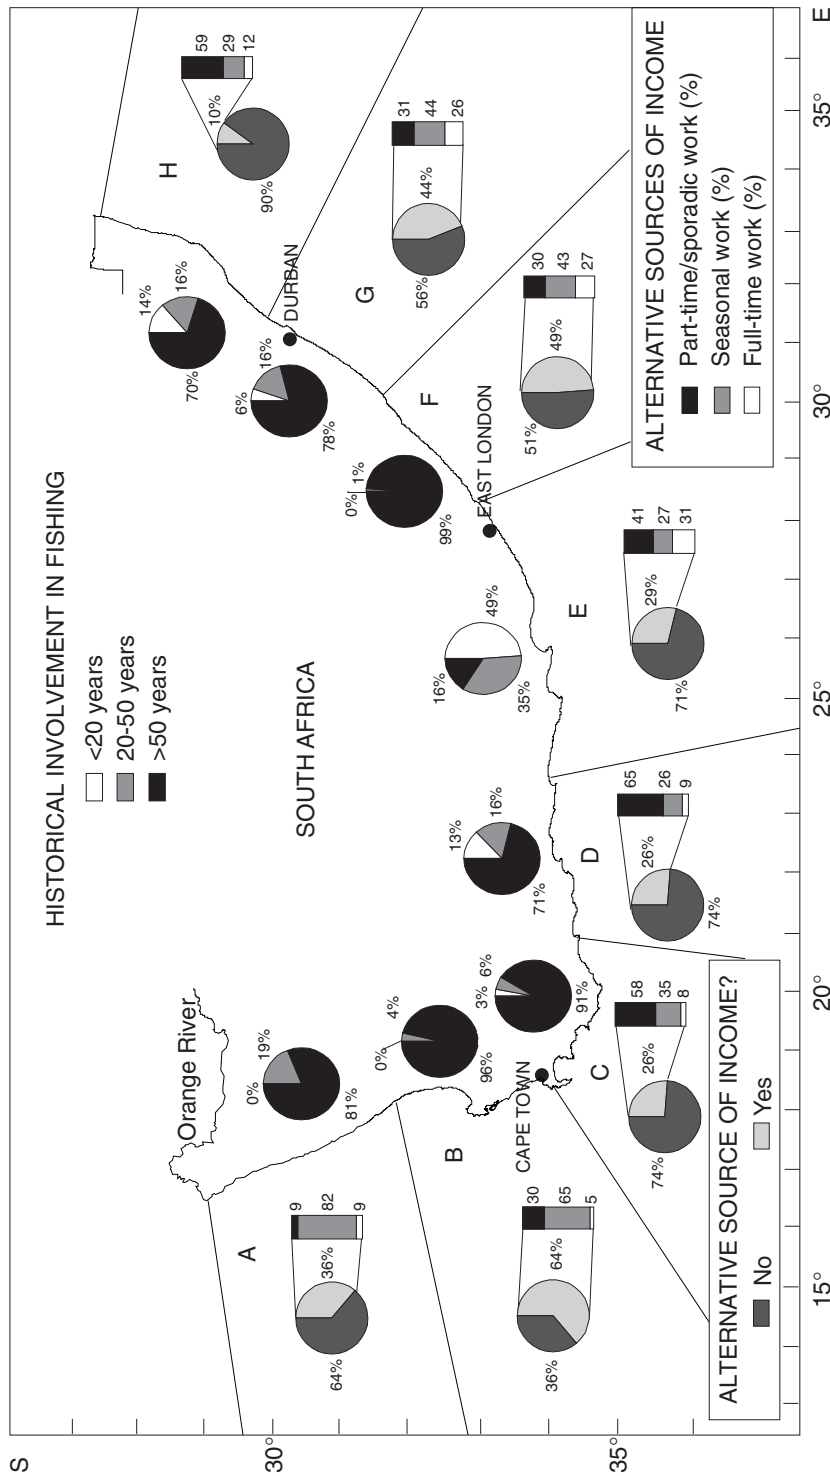 HISTORICAL INVOLVEMENT IN FISHING
<20 years
20-50 years
>50 years
S
30°
35°
15°
20°
25°
30°
35°
E
SOUTH AFRICA
Orange River
CAPE TOWN
EAST LONDON
DURBAN
0%
19%
81%
0%
4%
96%
3%
6%
91%
13%
16%
71%
16%
49%
35%
0%
1%
99%
6%
16%
78%
14%
16%
70%
A
64%
36%
9
82
9
B
36%
64%
30
65
5
C
74%
26%
58
35
8
D
74%
26%
65
26
9
E
71%
29%
41
27
31
F
51%
49%
30
43
27
G
56%
44%
31
44
26
H
90%
10%
59
29
12
ALTERNATIVE SOURCE OF INCOME?
No
Yes
ALTERNATIVE SOURCES OF INCOME
Part-time/sporadic work (%)
Seasonal work (%)
Full-time work (%)